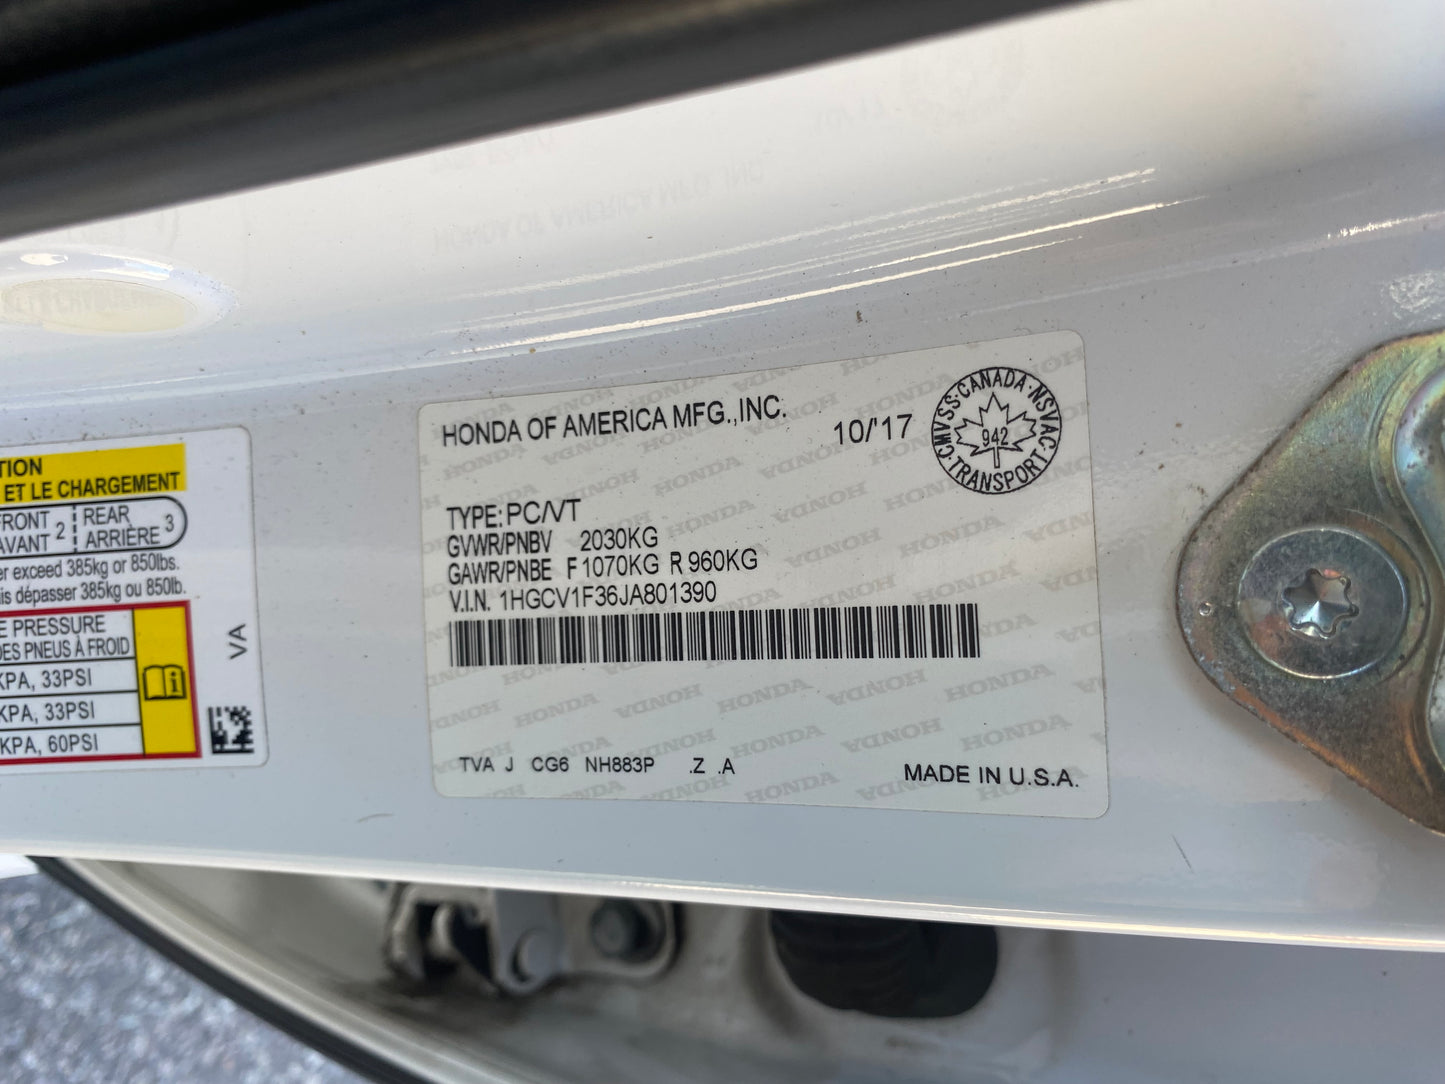 TION
ET LE CHARGEMENT
FRONT
AVANT 2
REAR
ARRIÈRE 3
er exceed 385kg or 850lbs.
is dépasser 385kg ou 850lb.
E PRESSURE
DES PNEUS À FROID
KPA, 33PSI
KPA, 33PSI
KPA, 60PSI
VA
HONDA OF AMERICA MFG.,INC.
10/'17
CMVSS·CANADA·NSVAC·TRANSPORT
942
TYPE: PC/VT
GVWR/PNBV 2030KG
GAWR/PNBE F 1070KG R 960KG
V.I.N. 1HGCV1F36JA801390
TVA J CG6 NH883P .Z .A
MADE IN U.S.A.